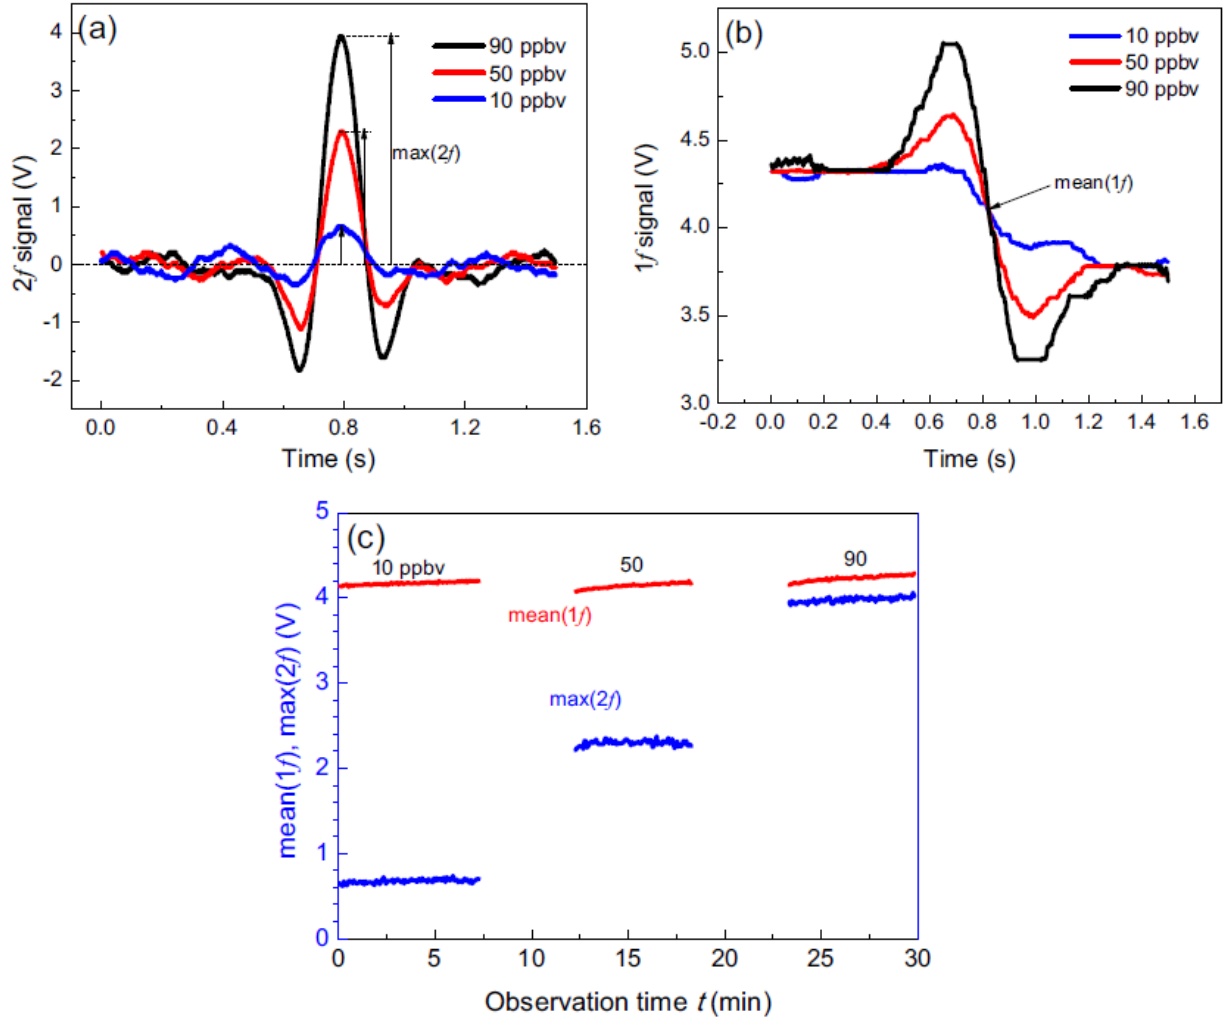 (a)
90 ppbv
50 ppbv
10 ppbv
max(2f)
4
3
2
1
0
-1
-2
2f signal (V)
0.0 0.4 0.8 1.2 1.6
Time (s)
(b)
10 ppbv
50 ppbv
90 ppbv
mean(1f)
5.0
4.5
4.0
3.5
3.0
1f signal (V)
-0.2 0.0 0.2 0.4 0.6 0.8 1.0 1.2 1.4 1.6
Time (s)
(c)
10 ppbv 50 90
mean(1f)
max(2f)
5
4
3
2
1
0
mean(1f), max(2f) (V)
0 5 10 15 20 25 30
Observation time t (min)